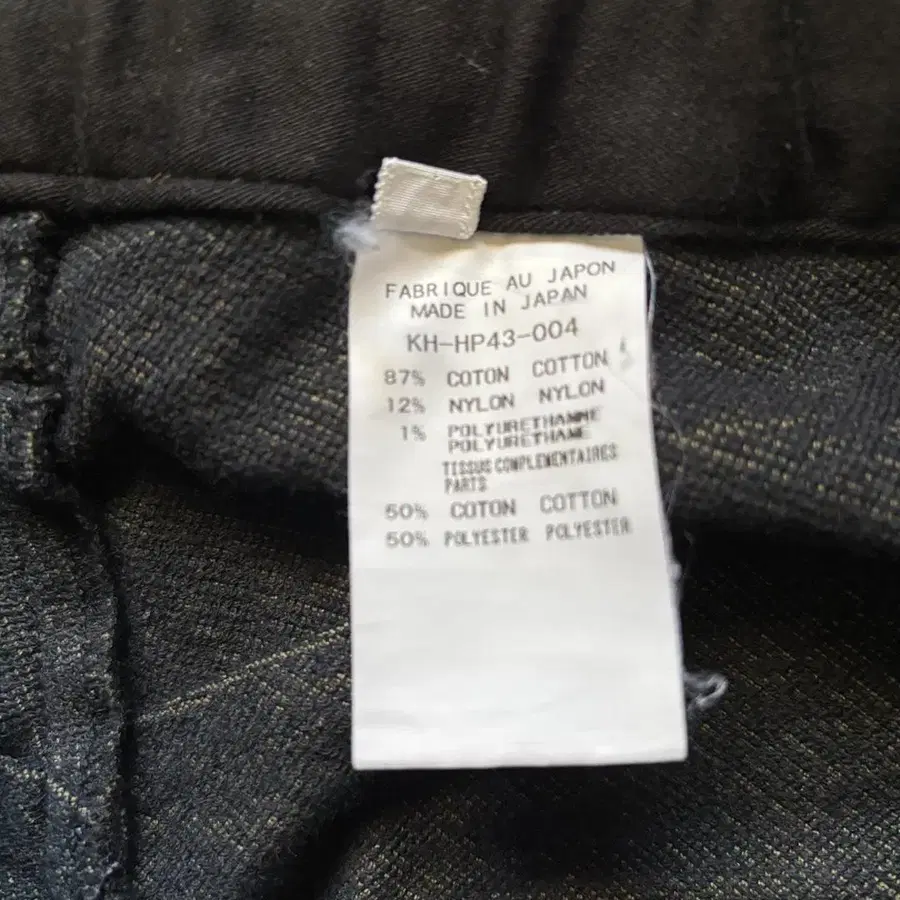 FABRIQUE AU JAPON
MADE IN JAPAN
KH-HP43-004
87% COTON COTTON
12% NYLON NYLON
1% POLYURETHANNE
POLYURETHANE
TISSUS COMPLEMENTAIRES
PARTS
50% COTON COTTON
50% POLYESTER POLYESTER